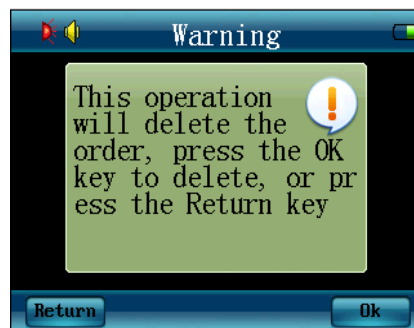 Warning
This operation
will delete the
order, press the OK
key to delete, or pr
ess the Return key
Return
Ok